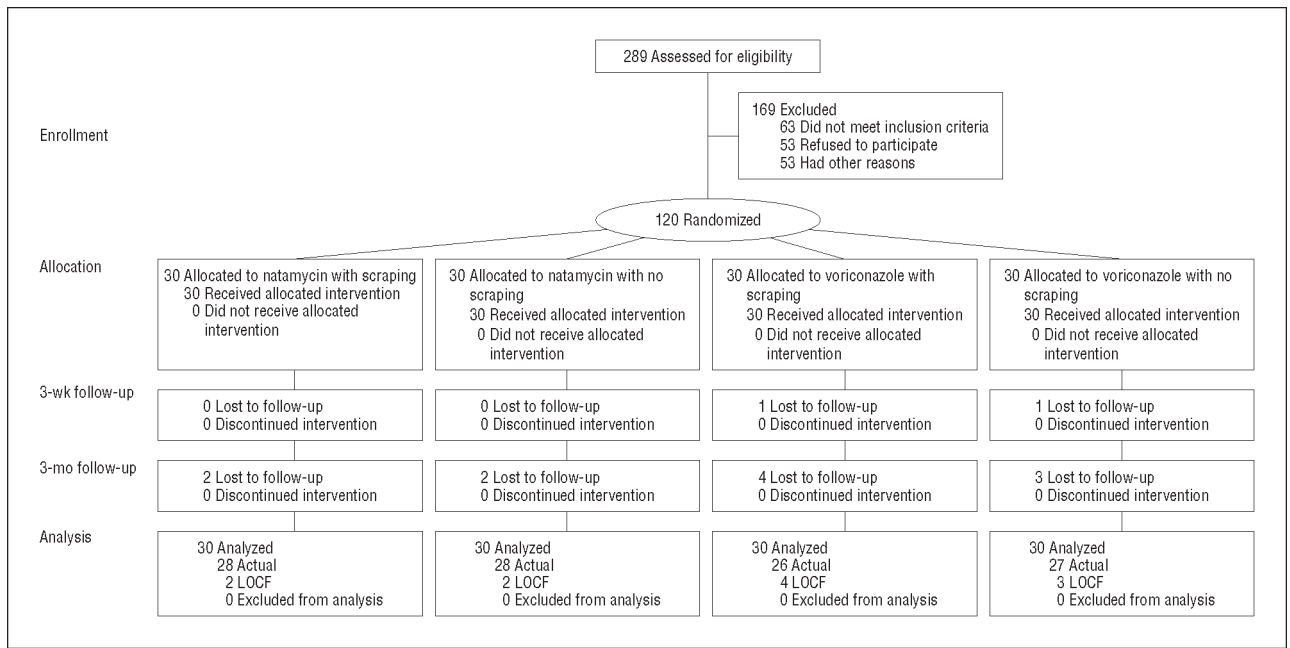 289 Assessed for eligibility
Enrollment
169 Excluded
63 Did not meet inclusion criteria
53 Refused to participate
53 Had other reasons
120 Randomized
Allocation
30 Allocated to natamycin with scraping
30 Received allocated intervention
0 Did not receive allocated
intervention
30 Allocated to natamycin with no
scraping
30 Received allocated intervention
0 Did not receive allocated
intervention
30 Allocated to voriconazole with
scraping
30 Received allocated intervention
0 Did not receive allocated
intervention
30 Allocated to voriconazole with no
scraping
30 Received allocated intervention
0 Did not receive allocated
intervention
3-wk follow-up
0 Lost to follow-up
0 Discontinued intervention
0 Lost to follow-up
0 Discontinued intervention
1 Lost to follow-up
0 Discontinued intervention
1 Lost to follow-up
0 Discontinued intervention
3-mo follow-up
2 Lost to follow-up
0 Discontinued intervention
2 Lost to follow-up
0 Discontinued intervention
4 Lost to follow-up
0 Discontinued intervention
3 Lost to follow-up
0 Discontinued intervention
Analysis
30 Analyzed
28 Actual
2 LOCF
0 Excluded from analysis
30 Analyzed
28 Actual
2 LOCF
0 Excluded from analysis
30 Analyzed
26 Actual
4 LOCF
0 Excluded from analysis
30 Analyzed
27 Actual
3 LOCF
0 Excluded from analysis